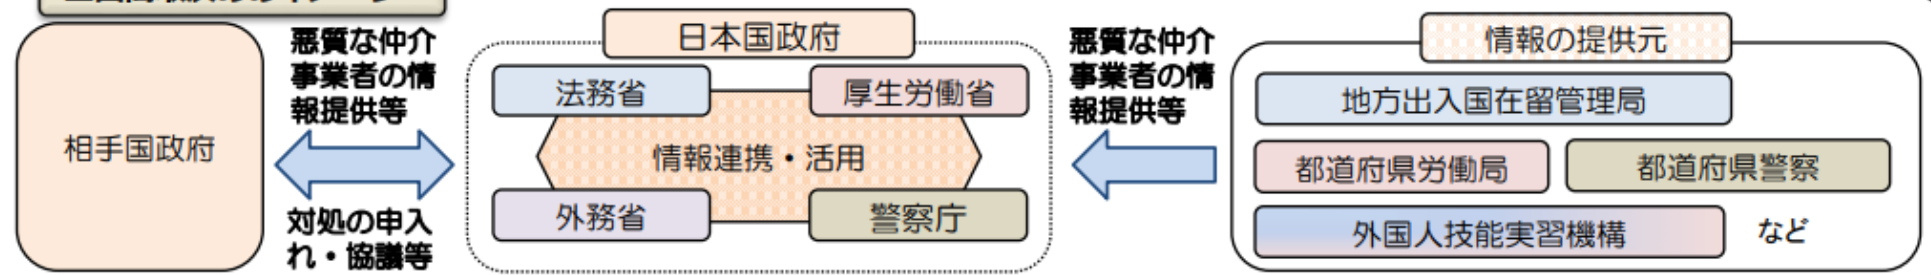 相手国政府
悪質な仲介
事業者の情
報提供等
対処の申入
れ・協議等
日本国政府
法務省
厚生労働省
情報連携・活用
外務省
警察庁
悪質な仲介
事業者の情
報提供等
情報の提供元
地方出入国在留管理局
都道府県労働局
都道府県警察
外国人技能実習機構
など